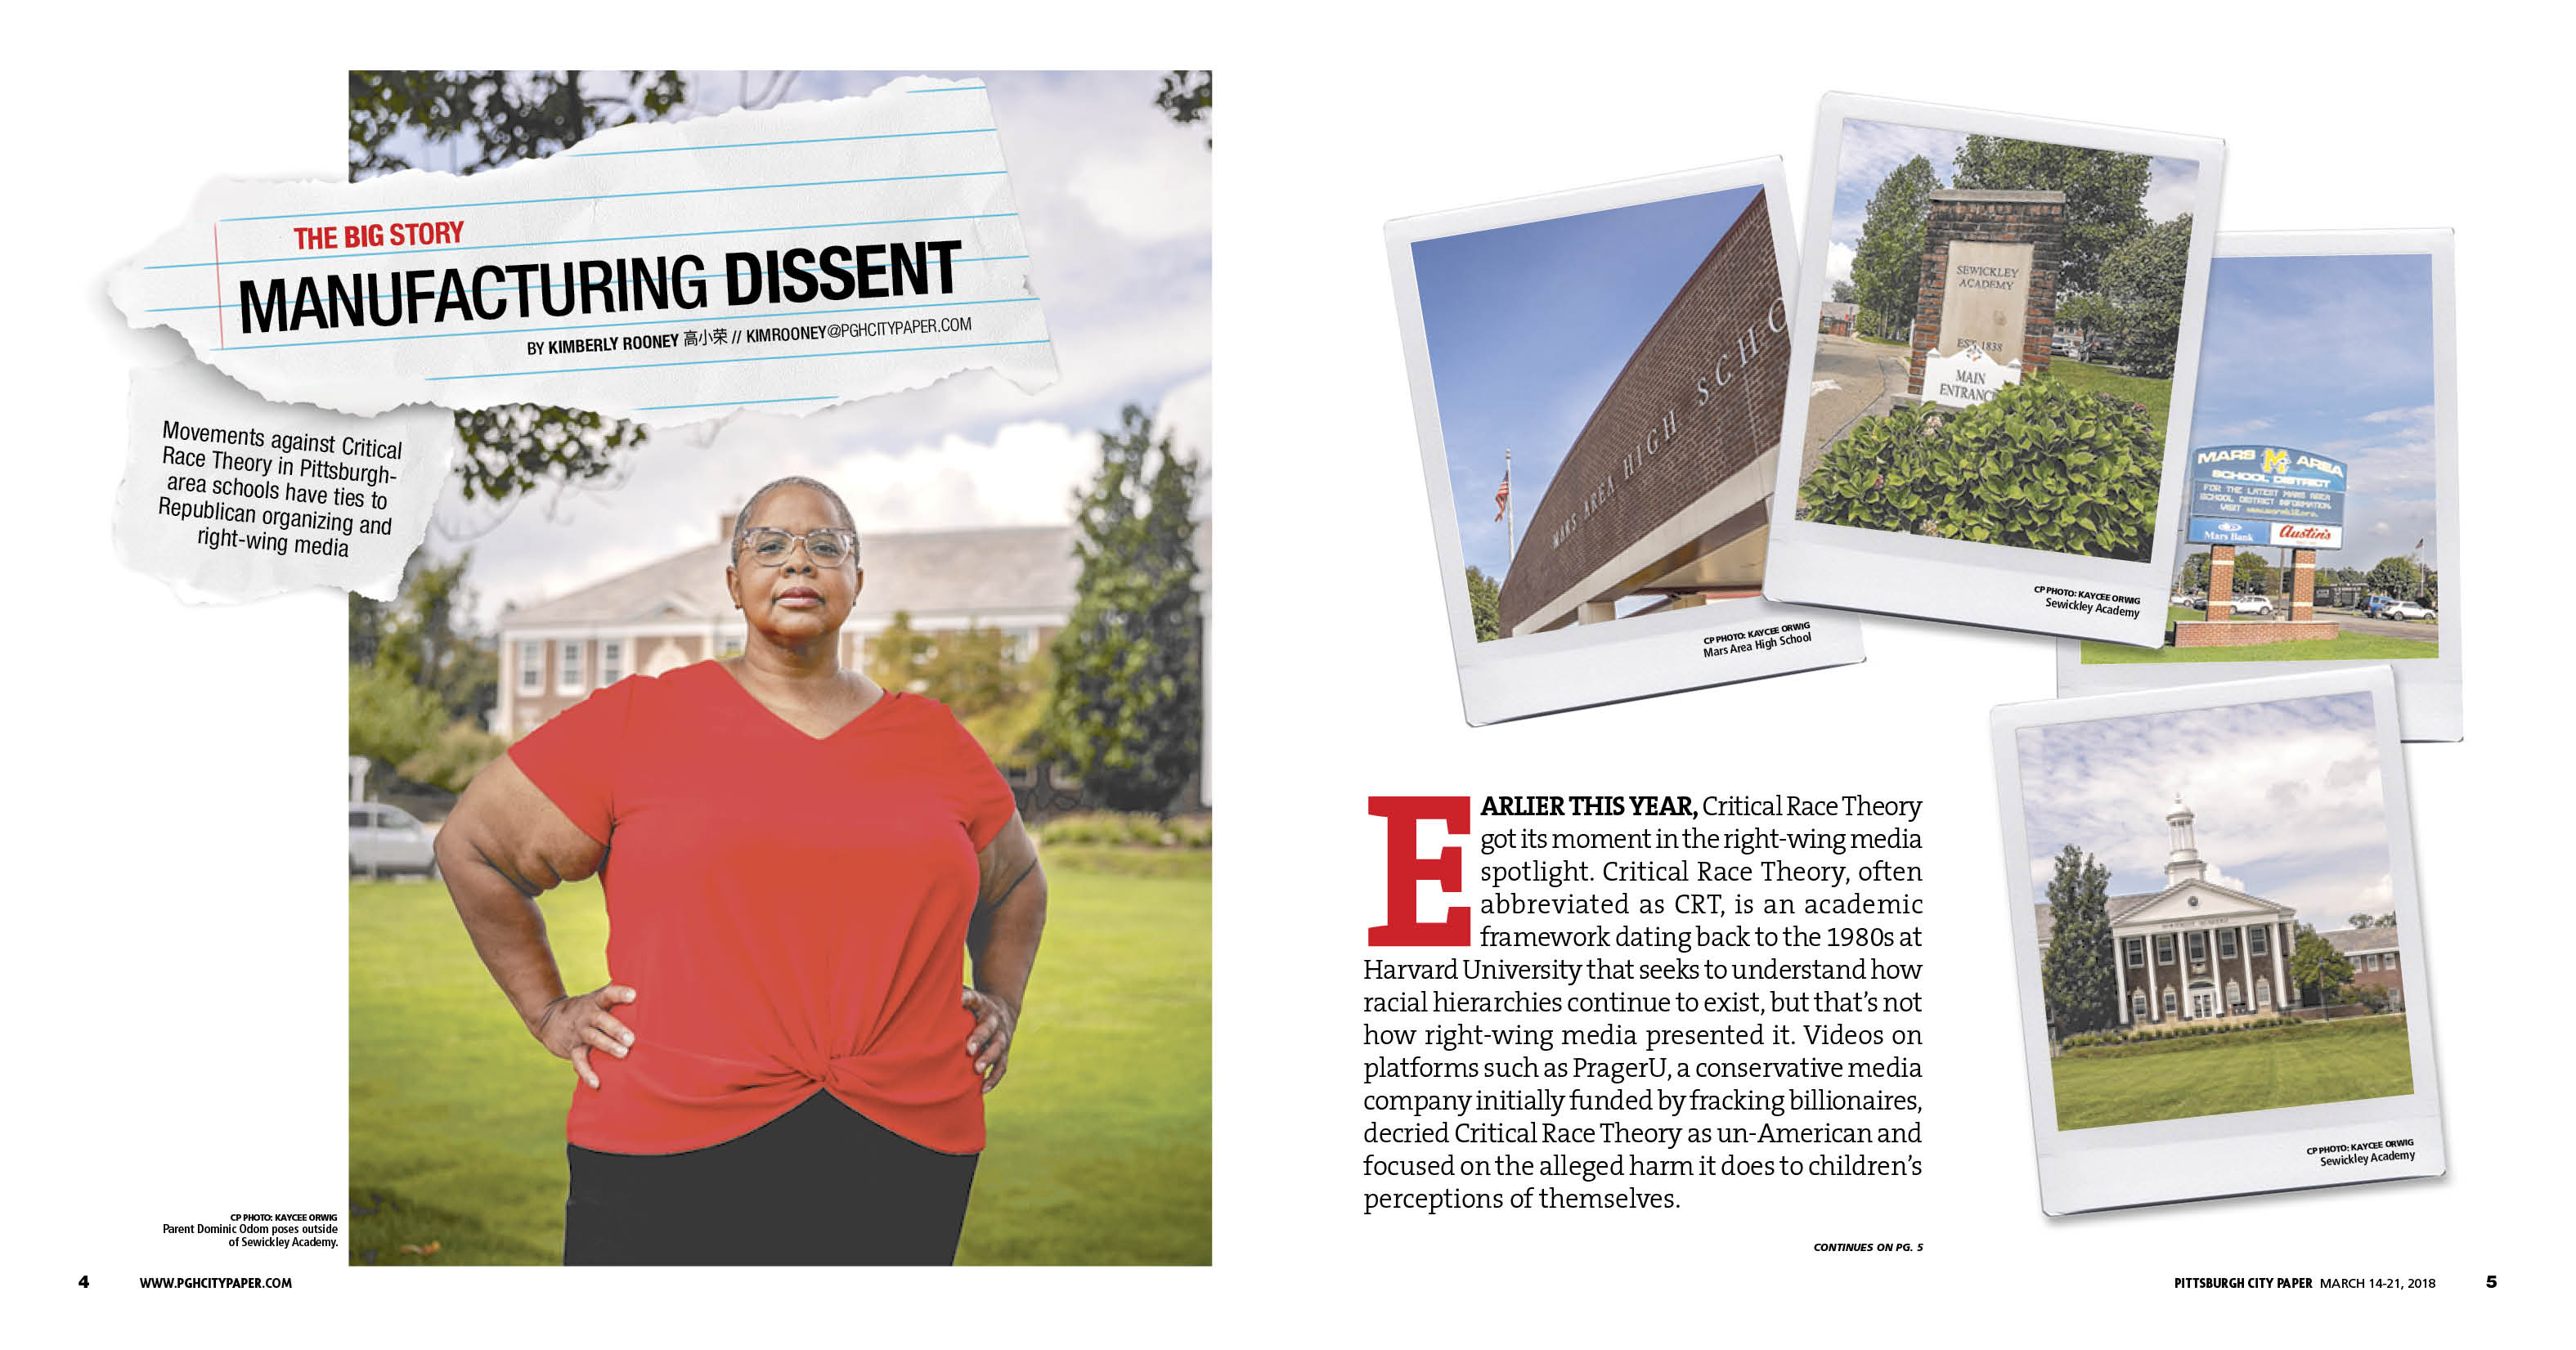 THE BIG STORY
MANUFACTURING DISSENT
BY KIMBERLY ROONEY 高小荣 // KIMROONEY@PGHCITYPAPER.COM
Movements against Critical
Race Theory in Pittsburgh-
area schools have ties to
Republican organizing and
right-wing media
CP PHOTO: KAYCEE ORWIG
Parent Dominic Odom poses outside
of Sewickley Academy.
4
WWW.PGHCITYPAPER.COM
MARS AREA HIGH SCHO
CP PHOTO: KAYCEE ORWIG
Mars Area High School
SEWICKLEY
ACADEMY
EST. 1838
MAIN
ENTRANC
CP PHOTO: KAYCEE ORWIG
Sewickley Academy
MARS M AREA
SCHOOL DISTRICT
FOR THE LATEST MARS AREA
SCHOOL DISTRICT INFORMATION
VISIT
Mars Bank
Austin's
EARLIER THIS YEAR, Critical Race Theory
got its moment in the right-wing media
spotlight. Critical Race Theory, often
abbreviated as CRT, is an academic
framework dating back to the 1980s at
Harvard University that seeks to understand how
racial hierarchies continue to exist, but that's not
how right-wing media presented it. Videos on
platforms such as PragerU, a conservative media
company initially funded by fracking billionaires,
decried Critical Race Theory as un-American and
focused on the alleged harm it does to children's
perceptions of themselves.
CONTINUES ON PG. 5
CP PHOTO: KAYCEE ORWIG
Sewickley Academy
PITTSBURGH CITY PAPER MARCH 14-21, 2018
5